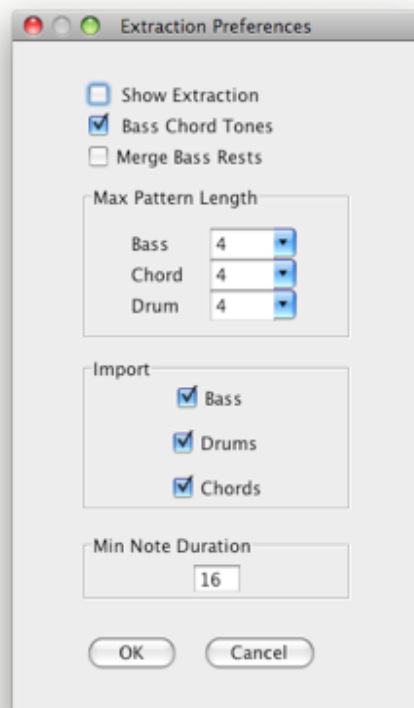 Extraction Preferences
Show Extraction
Bass Chord Tones
Merge Bass Rests
Max Pattern Length
Bass 4
Chord 4
Drum 4
Import
Bass
Drums
Chords
Min Note Duration
16
OK Cancel